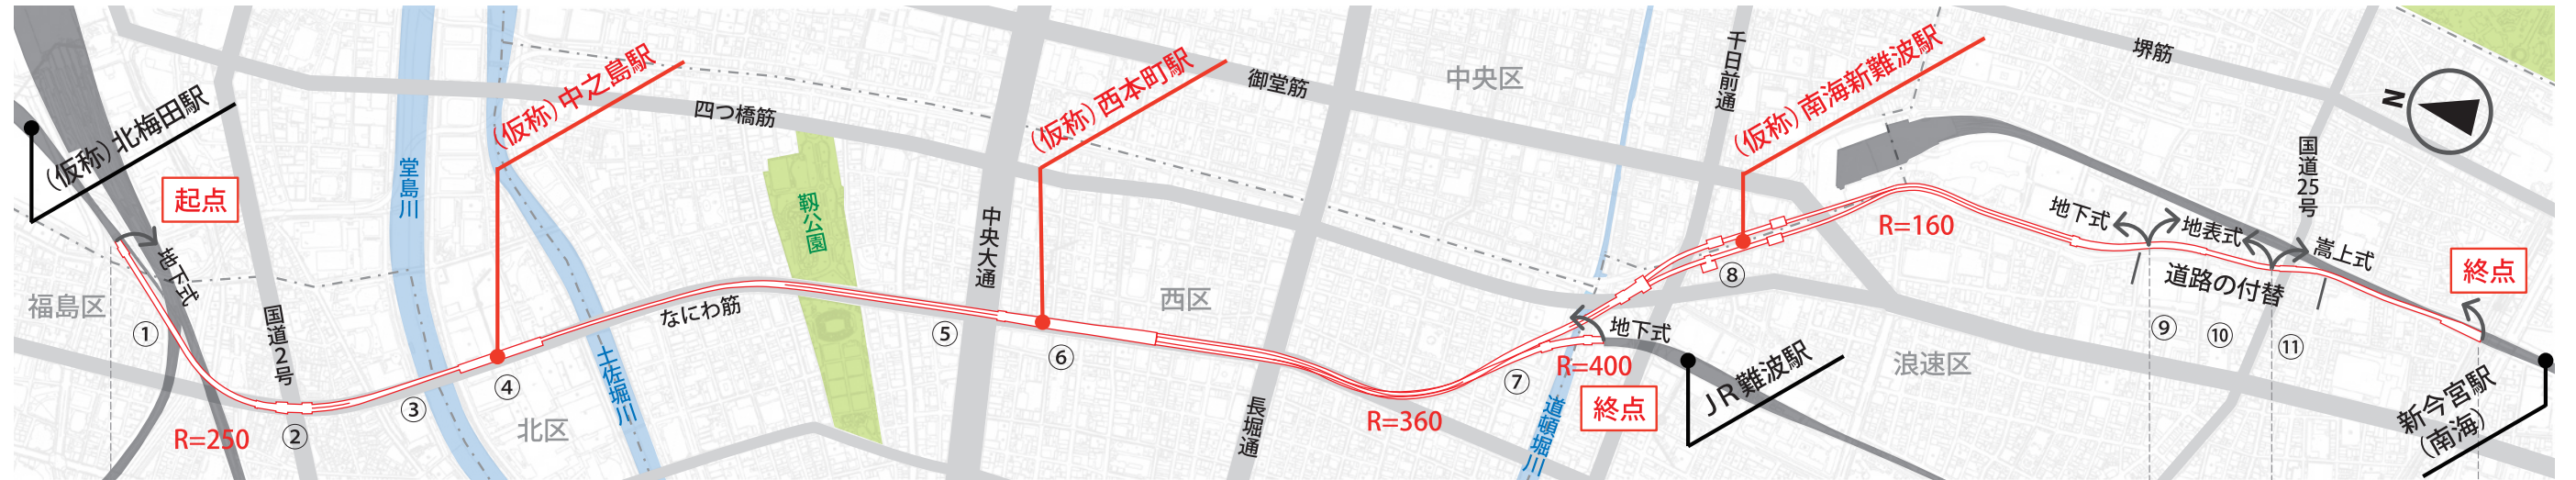 (仮称)北梅田駅
起点
地下式
福島区
①
R=250
国道2号
②
③
堂島川
(仮称)中之島駅
④
北区
土佐堀川
四つ橋筋
なにわ筋
靱公園
⑤
中央大通
(仮称)西本町駅
⑥
西区
御堂筋
中央区
長堀通
R=360
⑦
道頓堀川
R=400
終点
地下式
JR難波駅
千日前通
(仮称)南海新難波駅
⑧
R=160
浪速区
堺筋
地下式
地表式
嵩上式
道路の付替
国道25号
⑨
⑩
⑪
終点
新今宮駅
(南海)
N